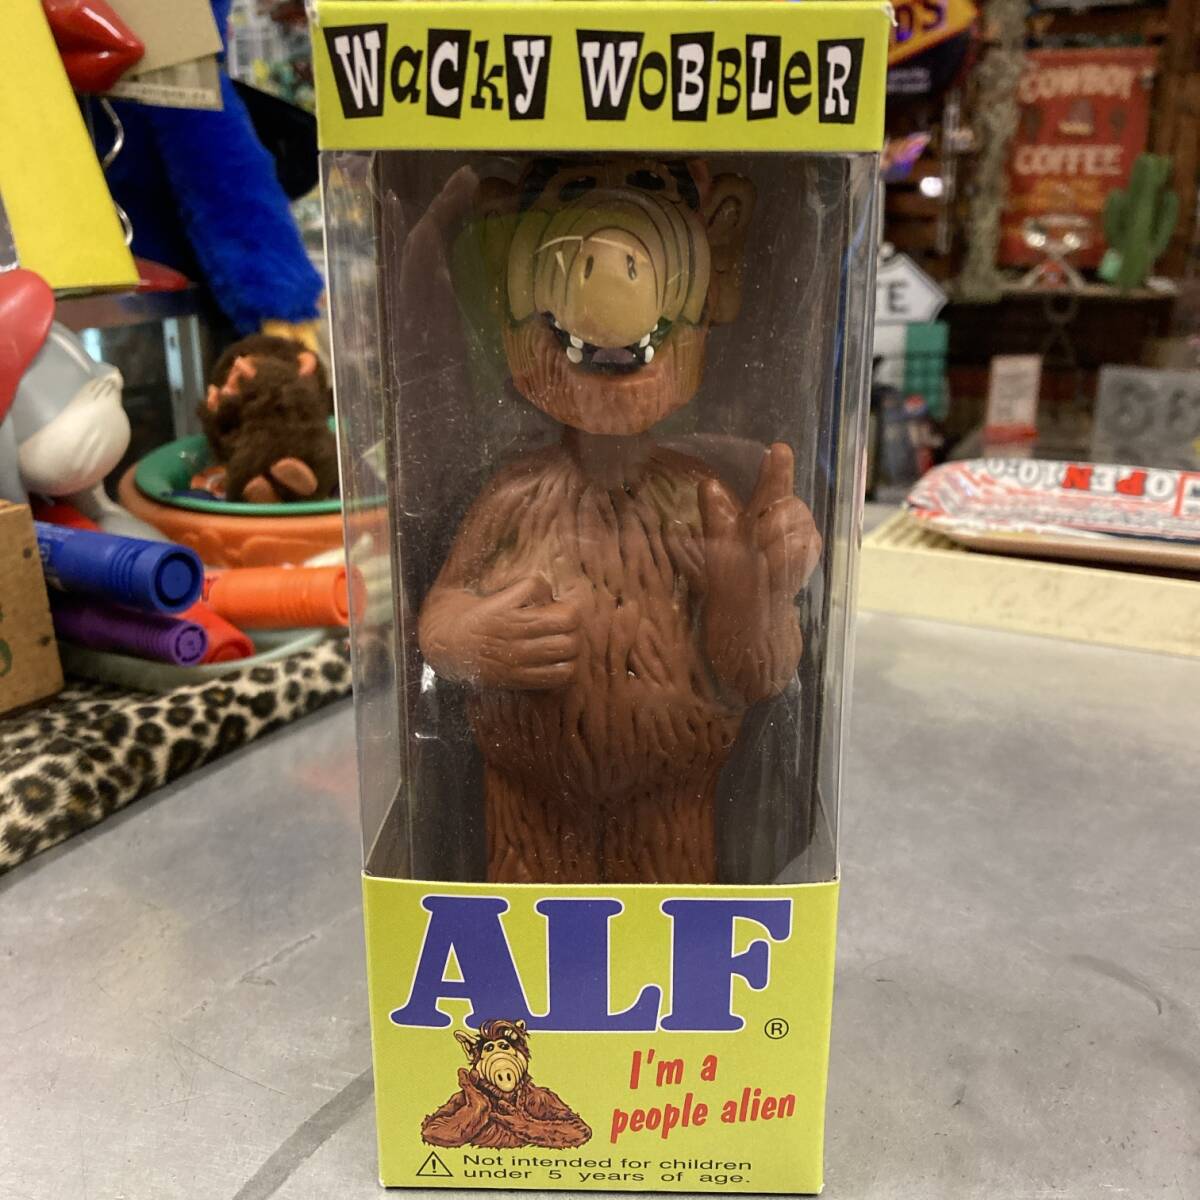 Wacky Wobbler
COWBOY
COFFEE
OPEN
ALF®
I'm a
people alien
Not intended for children
under 5 years of age.